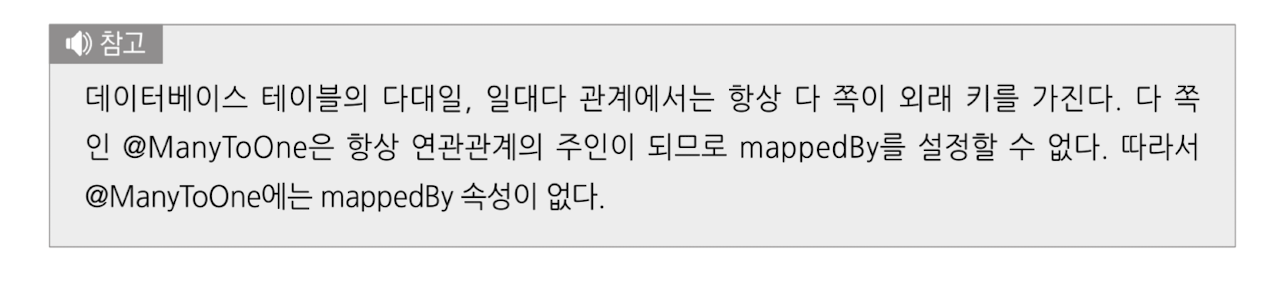 참고
데이터베이스 테이블의 다대일, 일대다 관계에서는 항상 다 쪽이 외래 키를 가진다. 다 쪽
인 @ManyToOne은 항상 연관관계의 주인이 되므로 mappedBy를 설정할 수 없다. 따라서
@ManyToOne에는 mappedBy 속성이 없다.